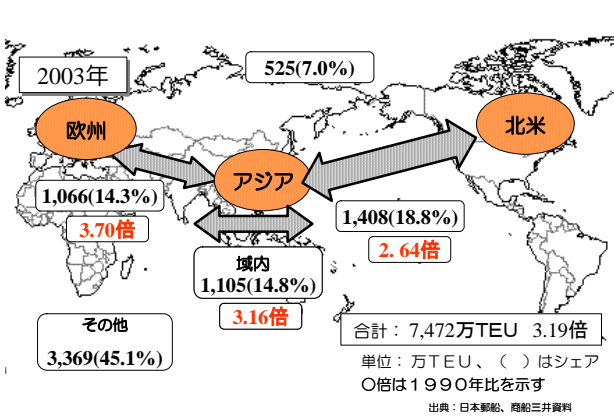 2003年
525(7.0%)
欧州
北米
アジア
1,066(14.3%)
3.70倍
1,408(18.8%)
2.64倍
域内
1,105(14.8%)
3.16倍
その他
3,369(45.1%)
合計：7,472万TEU 3.19倍
単位：万ＴＥＵ、（　）はシェア
〇倍は１９９０年比を示す
出典：日本郵船、商船三井資料